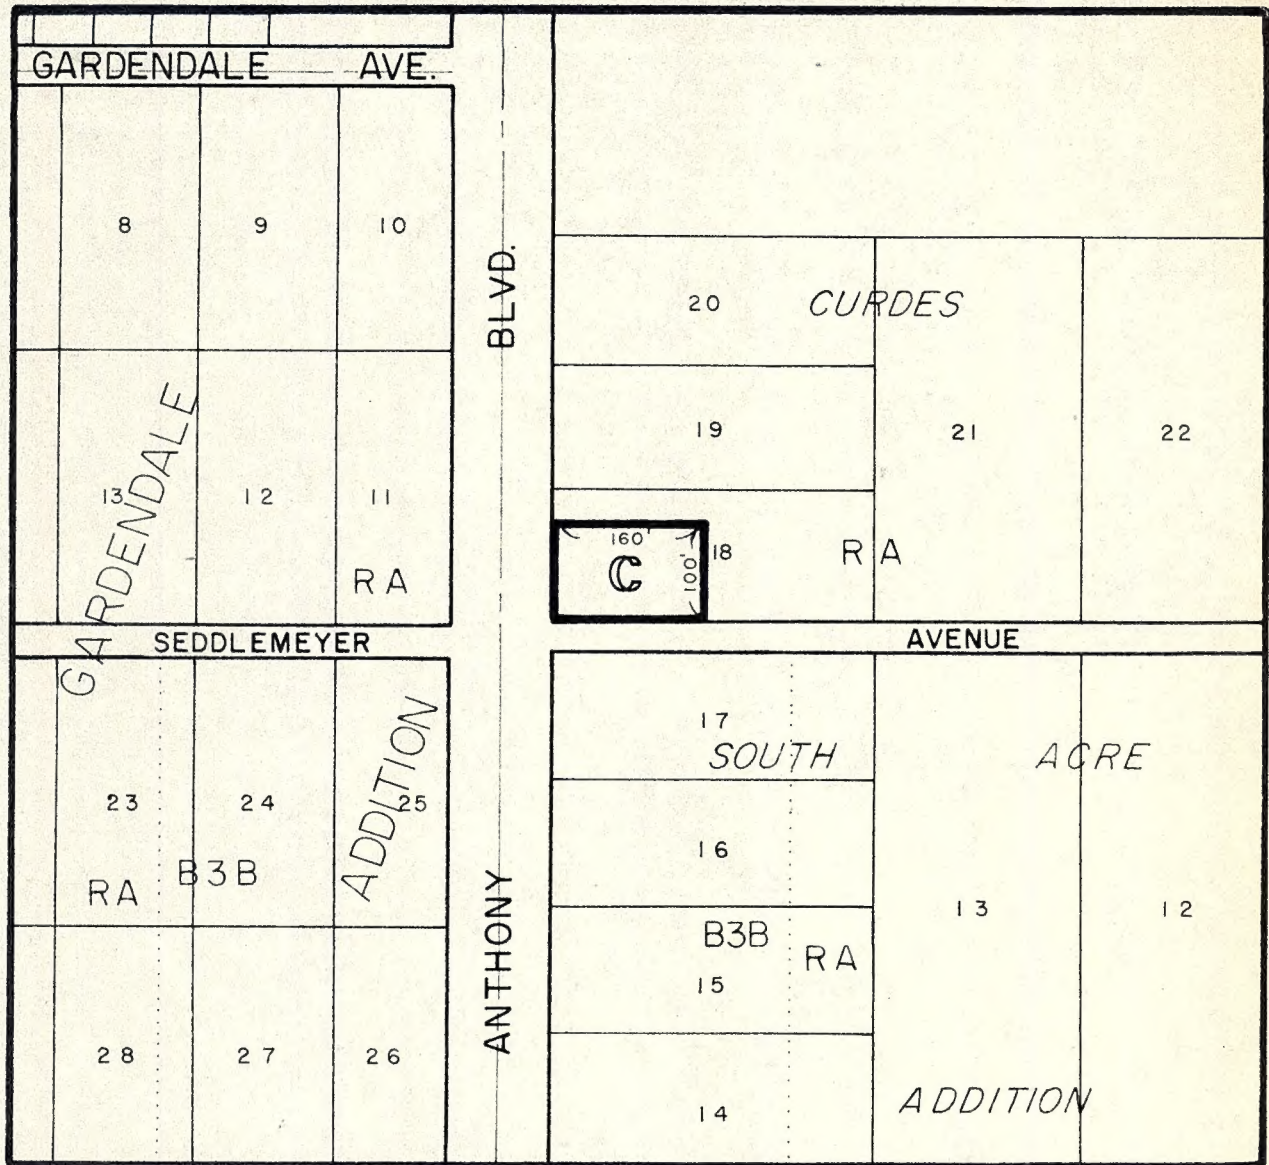 GARDENDALE AVE.
8 9 10
BLVD.
20 CURDES
19 21 22
13 12 11
GARDENDALE
RA
160'
C 100' 18 RA
SEDDLEMEYER AVENUE
17
SOUTH ACRE
23 24 25
ADDITION
16
RA B3B
ANTHONY
13 12
B3B RA
15
28 27 26
14 ADDITION